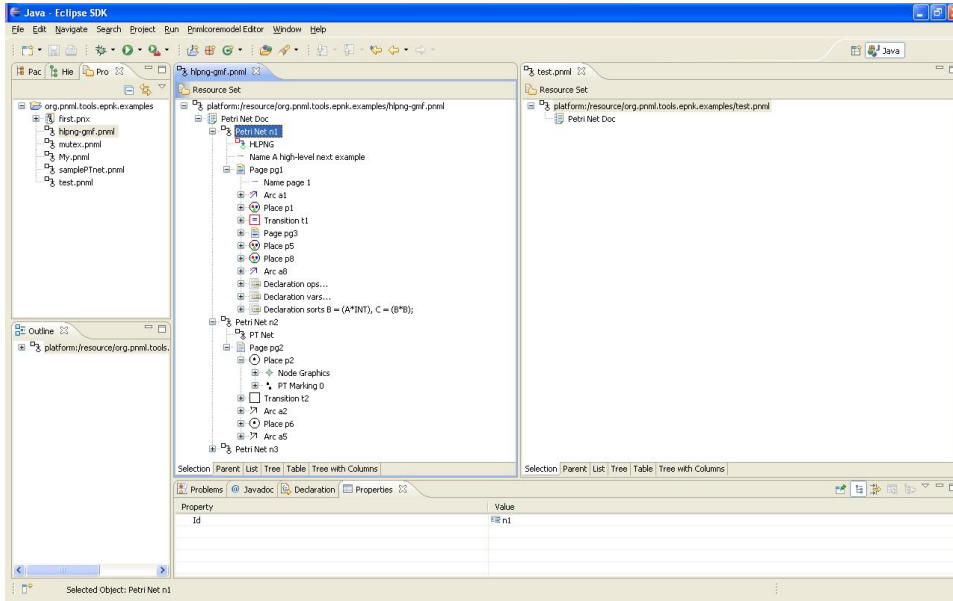 Java - Eclipse SDK
File Edit Navigate Search Project Run Pnmlcoremodel Editor Window Help
Java
Pac Hie Pro
org.pnml.tools.epnk.examples
first.pnx
hlpng-gmf.pnml
mutex.pnml
My.pnml
samplePTnet.pnml
test.pnml
Outline
platform:/resource/org.pnml.tools.
hlpng-gmf.pnml
Resource Set
platform:/resource/org.pnml.tools.epnk.examples/hlpng-gmf.pnml
Petri Net Doc
Petri Net n1
HLPNG
Name A high-level next example
Page pg1
Name page 1
Arc a1
Place p1
Transition t1
Page pg3
Place p5
Place p8
Arc a8
Declaration ops...
Declaration vars...
Declaration sorts B = (A*INT), C = (B*B);
Petri Net n2
PT Net
Page pg2
Place p2
Node Graphics
PT Marking 0
Transition t2
Arc a2
Place p6
Arc a5
Petri Net n3
Selection Parent List Tree Table Tree with Columns
test.pnml
Resource Set
platform:/resource/org.pnml.tools.epnk.examples/test.pnml
Petri Net Doc
Selection Parent List Tree Table Tree with Columns
Problems Javadoc Declaration Properties
Property Value
Id n1
Selected Object: Petri Net n1